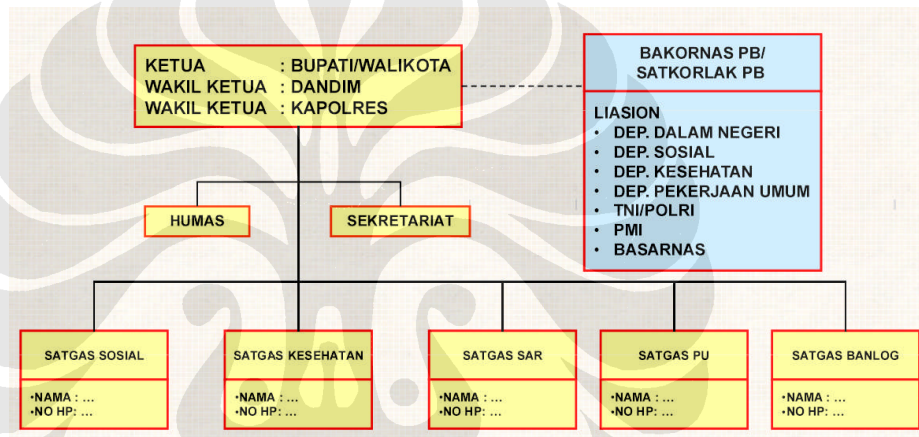 KETUA : BUPATI/WALIKOTA
WAKIL KETUA : DANDIM
WAKIL KETUA : KAPOLRES
BAKORNAS PB/
SATKORLAK PB
LIASION
• DEP. DALAM NEGERI
• DEP. SOSIAL
• DEP. KESEHATAN
• DEP. PEKERJAAN UMUM
• TNI/POLRI
• PMI
• BASARNAS
HUMAS
SEKRETARIAT
SATGAS SOSIAL
•NAMA : ...
•NO HP: ...
SATGAS KESEHATAN
•NAMA : ...
•NO HP: ...
SATGAS SAR
•NAMA : ...
•NO HP: ...
SATGAS PU
•NAMA : ...
•NO HP: ...
SATGAS BANLOG
•NAMA : ...
•NO HP: ...